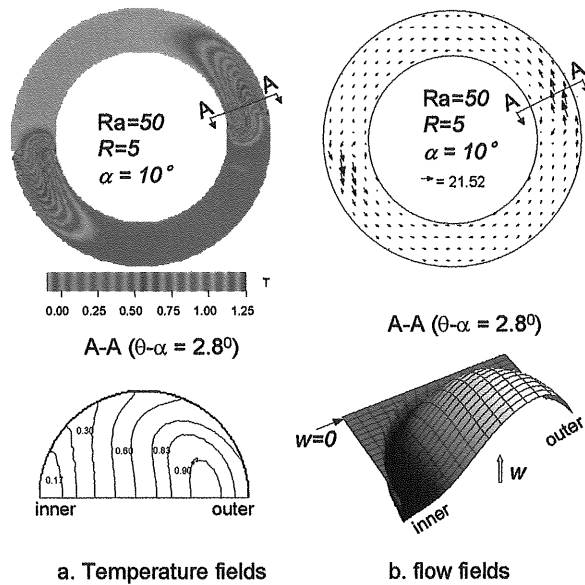 A
A
Ra=50
R=5
α = 10°
0.00 0.25 0.50 0.75 1.00 1.25 T
A-A (θ-α = 2.8⁰)
0.17
0.30
0.60
0.83
0.90
inner outer
a. Temperature fields
A
A
Ra=50
R=5
α = 10°
= 21.52
A-A (θ-α = 2.8⁰)
w=0
outer
w
inner
b. flow fields